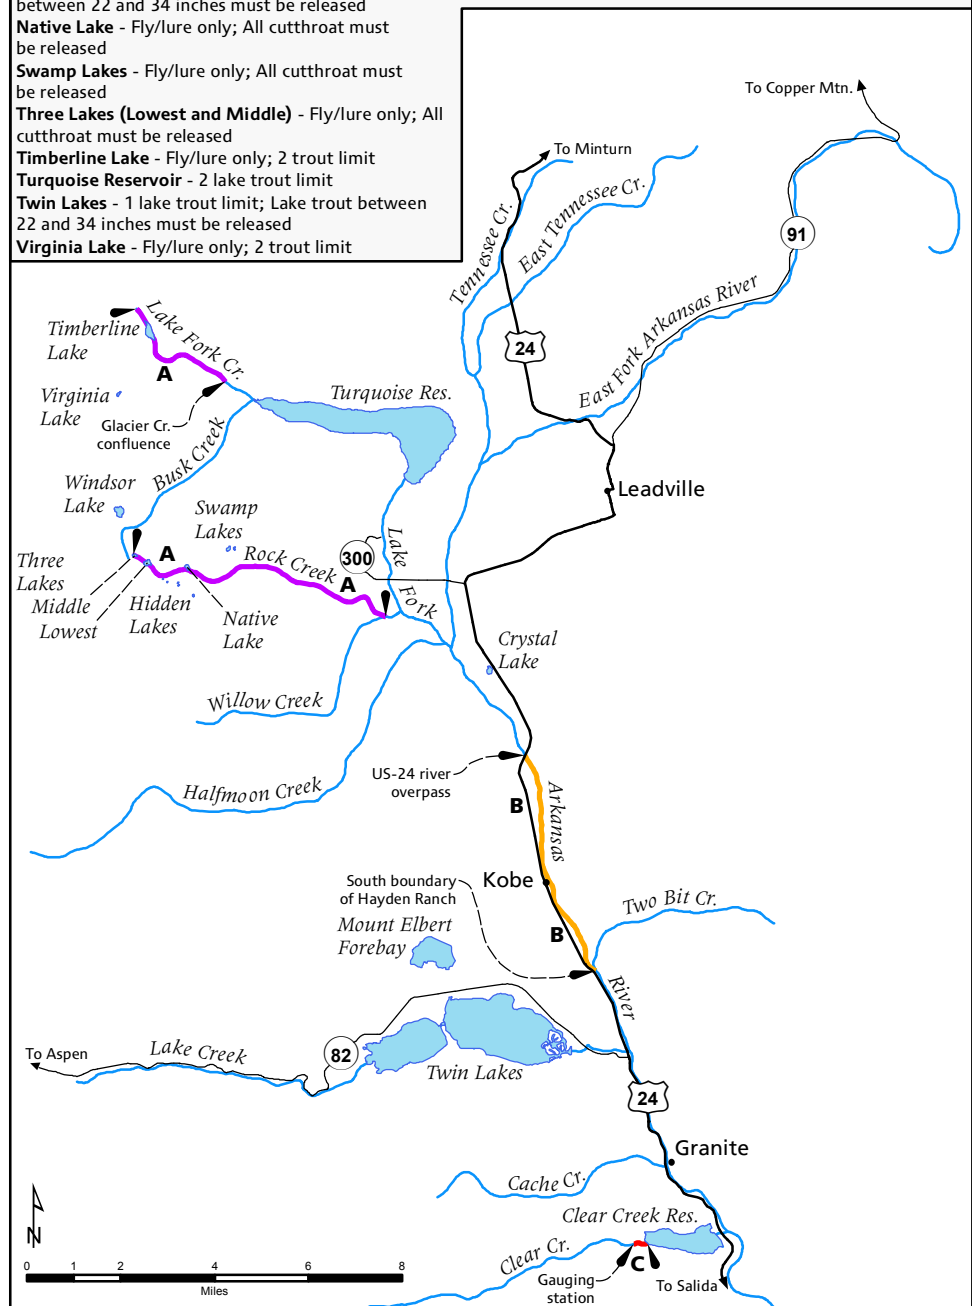 between 22 and 34 inches must be released
Native Lake - Fly/lure only; All cutthroat must
be released
Swamp Lakes - Fly/lure only; All cutthroat must
be released
Three Lakes (Lowest and Middle) - Fly/lure only; All
cutthroat must be released
Timberline Lake - Fly/lure only; 2 trout limit
Turquoise Reservoir - 2 lake trout limit
Twin Lakes - 1 lake trout limit; Lake trout between
22 and 34 inches must be released
Virginia Lake - Fly/lure only; 2 trout limit
To Copper Mtn.
To Minturn
Tennessee Cr.
East Tennessee Cr.
91
East Fork Arkansas River
24
Lake Fork Cr.
Timberline
Lake
A
Virginia
Lake
Glacier Cr.
confluence
Turquoise Res.
Busk Creek
Windsor
Lake
Swamp
Lakes
Leadville
Three
Lakes
Middle
Lowest
A
Hidden
Lakes
Native
Lake
Rock Creek
A
300
Lake
Fork
Crystal
Lake
Willow Creek
Halfmoon Creek
US-24 river
overpass
B
Arkansas
Kobe
South boundary
of Hayden Ranch
B
Two Bit Cr.
Mount Elbert
Forebay
River
To Aspen
Lake Creek
82
Twin Lakes
24
Granite
Cache Cr.
Clear Creek Res.
Clear Cr.
C
Gauging
station
To Salida
N
0 1 2 4 6 8
Miles